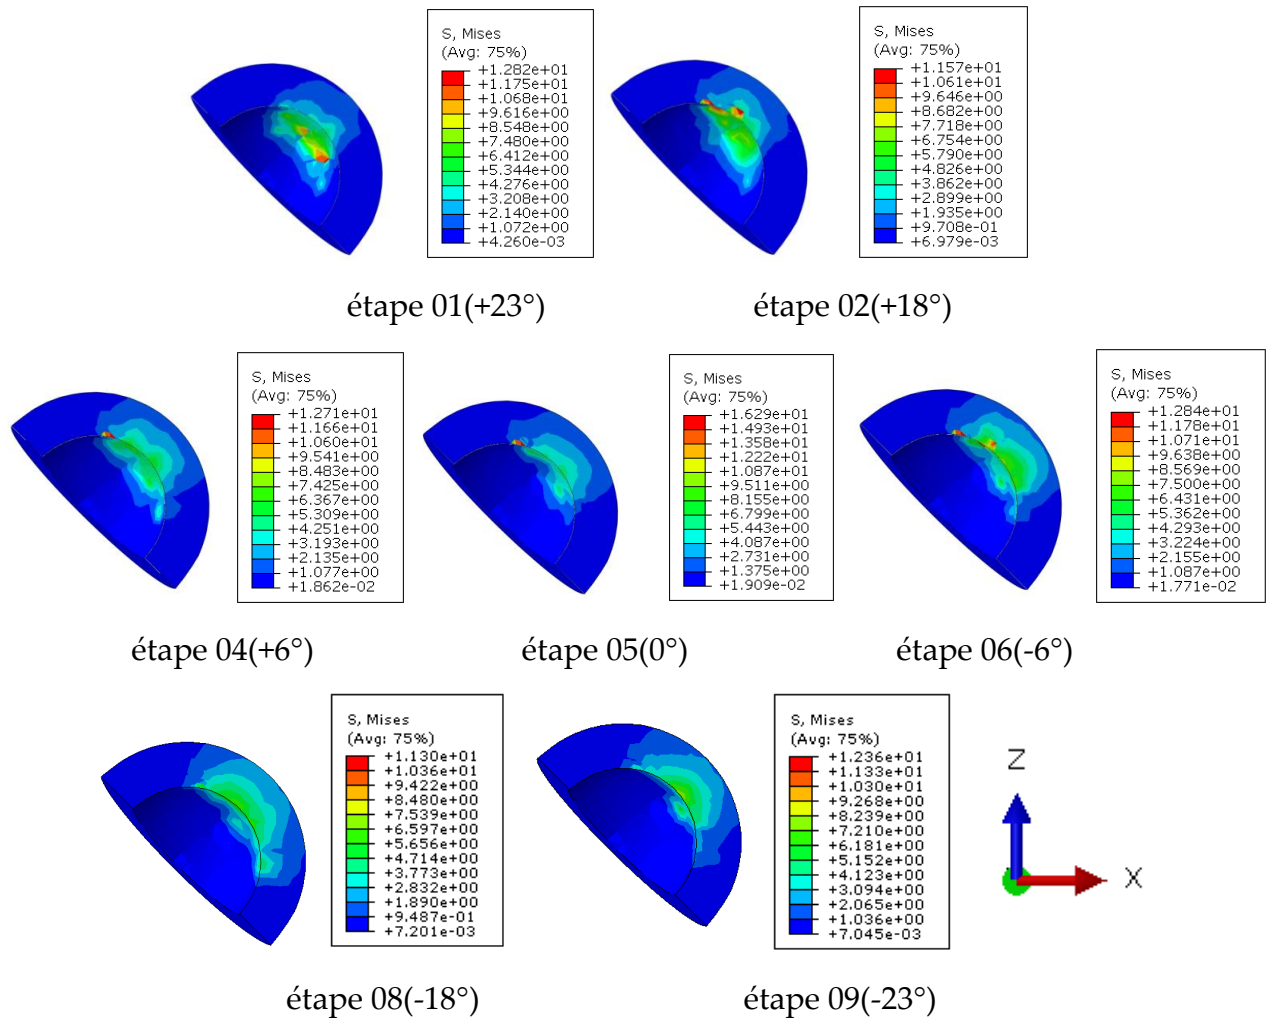 S, Mises
(Avg: 75%)
+1.282e+01
+1.175e+01
+1.068e+01
+9.616e+00
+8.548e+00
+7.480e+00
+6.412e+00
+5.344e+00
+4.276e+00
+3.208e+00
+2.140e+00
+1.072e+00
+4.260e-03
étape 01(+23°)
S, Mises
(Avg: 75%)
+1.157e+01
+1.061e+01
+9.646e+00
+8.682e+00
+7.718e+00
+6.754e+00
+5.790e+00
+4.826e+00
+3.862e+00
+2.899e+00
+1.935e+00
+9.708e-01
+6.979e-03
étape 02(+18°)
S, Mises
(Avg: 75%)
+1.271e+01
+1.166e+01
+1.060e+01
+9.541e+00
+8.483e+00
+7.425e+00
+6.367e+00
+5.309e+00
+4.251e+00
+3.193e+00
+2.135e+00
+1.077e+00
+1.862e-02
étape 04(+6°)
S, Mises
(Avg: 75%)
+1.629e+01
+1.493e+01
+1.358e+01
+1.222e+01
+1.087e+01
+9.511e+00
+8.155e+00
+6.799e+00
+5.443e+00
+4.087e+00
+2.731e+00
+1.375e+00
+1.909e-02
étape 05(0°)
S, Mises
(Avg: 75%)
+1.284e+01
+1.178e+01
+1.071e+01
+9.638e+00
+8.569e+00
+7.500e+00
+6.431e+00
+5.362e+00
+4.293e+00
+3.224e+00
+2.155e+00
+1.087e+00
+1.771e-02
étape 06(-6°)
S, Mises
(Avg: 75%)
+1.130e+01
+1.036e+01
+9.422e+00
+8.480e+00
+7.539e+00
+6.597e+00
+5.656e+00
+4.714e+00
+3.773e+00
+2.832e+00
+1.890e+00
+9.487e-01
+7.201e-03
étape 08(-18°)
S, Mises
(Avg: 75%)
+1.236e+01
+1.133e+01
+1.030e+01
+9.268e+00
+8.239e+00
+7.210e+00
+6.181e+00
+5.152e+00
+4.123e+00
+3.094e+00
+2.065e+00
+1.036e+00
+7.045e-03
étape 09(-23°)
Z
X